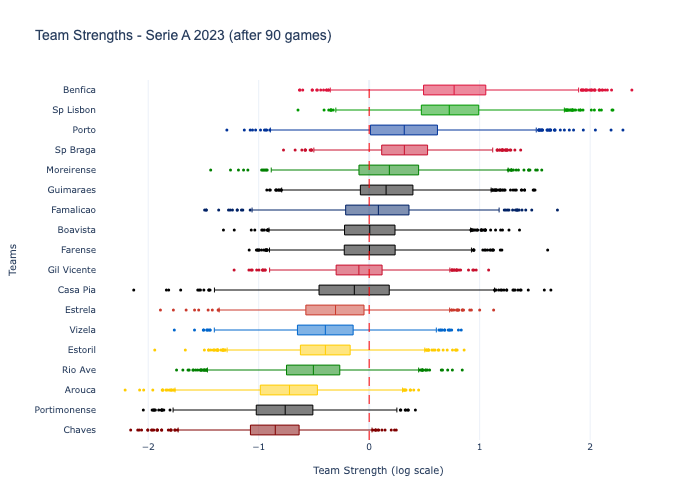 Team Strengths - Serie A 2023 (after 90 games)
Benfica
Sp Lisbon
Porto
Sp Braga
Moreirense
Guimaraes
Famalicao
Boavista
Farense
Gil Vicente
Casa Pia
Estrela
Vizela
Estoril
Rio Ave
Arouca
Portimonense
Chaves
Teams
−2
−1
0
1
2
Team Strength (log scale)